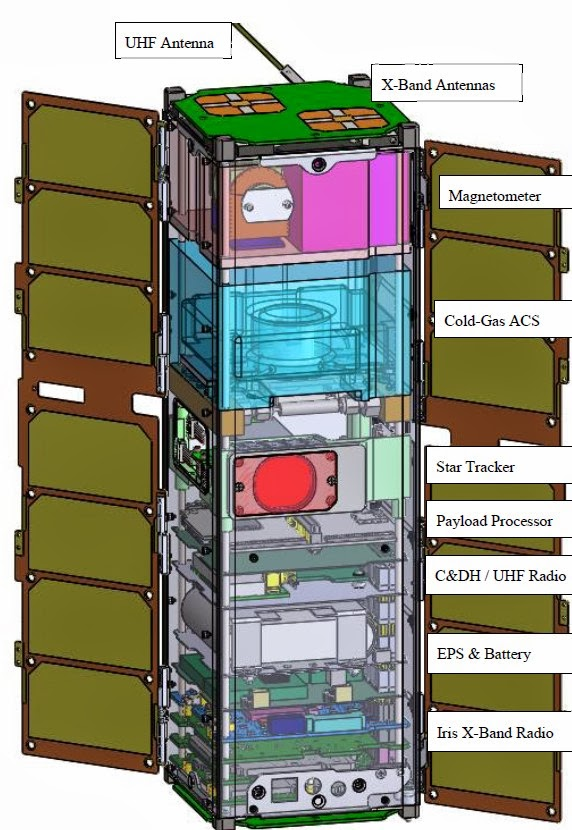 UHF Antenna
X-Band Antennas
Magnetometer
Cold-Gas ACS
Star Tracker
Payload Processor
C&DH / UHF Radio
EPS & Battery
Iris X-Band Radio